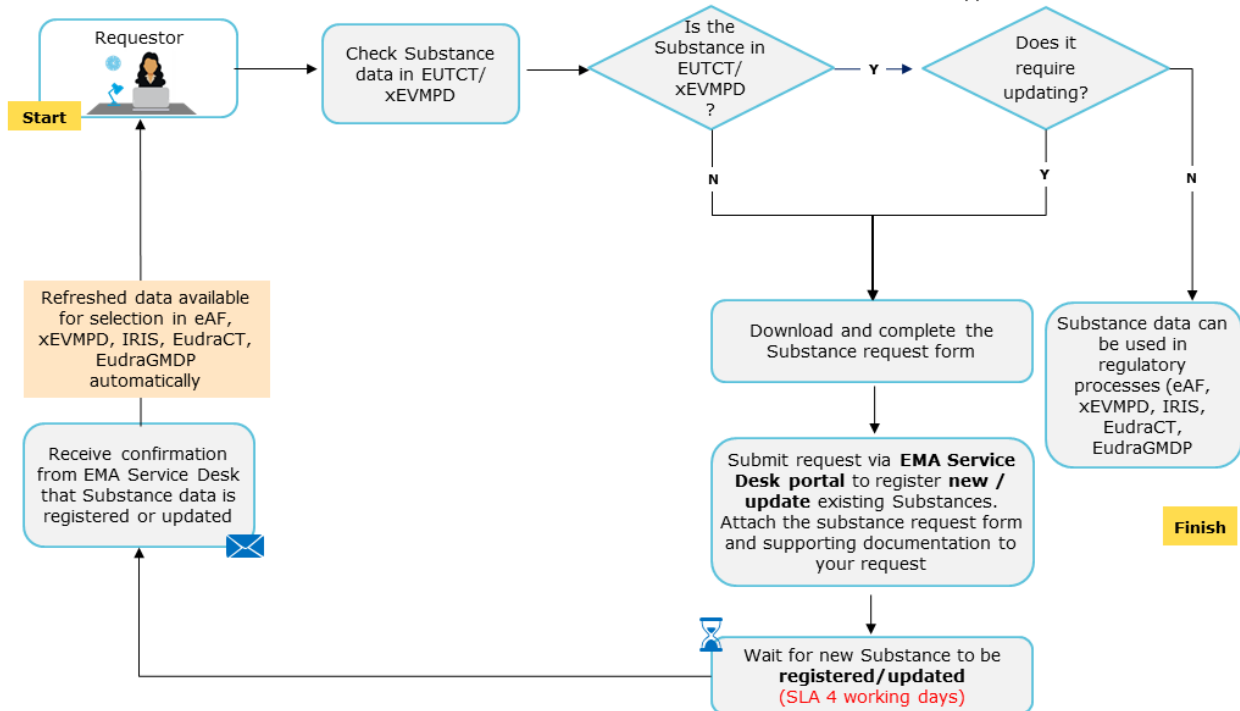 Requestor
Start
Check Substance
data in EUTCT/
xEVMPD
Is the
Substance in
EUTCT/
xEVMPD
?
Y
Does it
require
updating?
N
Y
N
Refreshed data available
for selection in eAF,
xEVMPD, IRIS, EudraCT,
EudraGMDP
automatically
Download and complete the
Substance request form
Substance data can
be used in
regulatory
processes (eAF,
xEVMPD, IRIS,
EudraCT,
EudraGMDP
Receive confirmation
from EMA Service Desk
that Substance data is
registered or updated
Submit request via EMA Service
Desk portal to register new /
update existing Substances.
Attach the substance request form
and supporting documentation to
your request
Finish
Wait for new Substance to be
registered/updated
(SLA 4 working days)